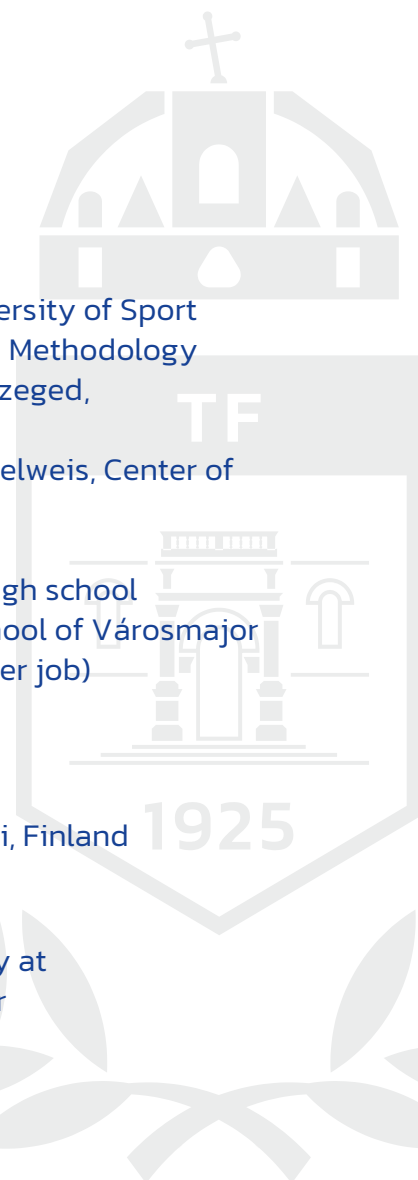 ersity of Sport
Methodology
zeged,
TF
elweis, Center of
gh school
ool of Városmajor
er job)
1925
i, Finland
y at
r